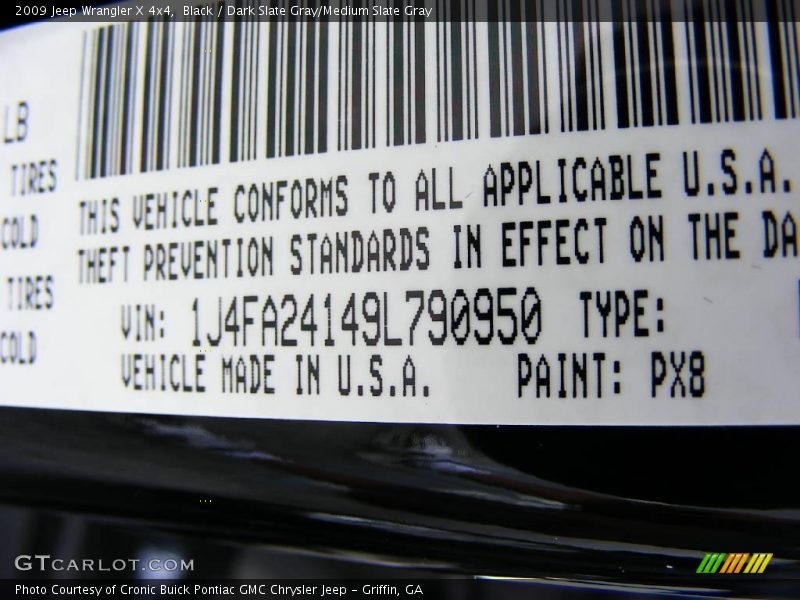 2009 Jeep Wrangler X 4x4, Black / Dark Slate Gray/Medium Slate Gray
LB
TIRES
COLD
TIRES
COLD
THIS VEHICLE CONFORMS TO ALL APPLICABLE U.S.A.
THEFT PREVENTION STANDARDS IN EFFECT ON THE DA
VIN: 1J4FA24149L790950 TYPE:
VEHICLE MADE IN U.S.A. PAINT: PX8
GTCARLOT.COM
Photo Courtesy of Cronic Buick Pontiac GMC Chrysler Jeep - Griffin, GA